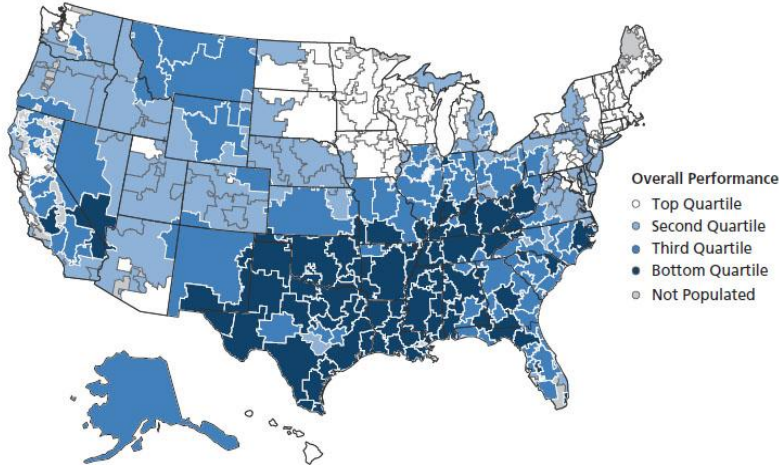 Overall Performance
Top Quartile
Second Quartile
Third Quartile
Bottom Quartile
Not Populated